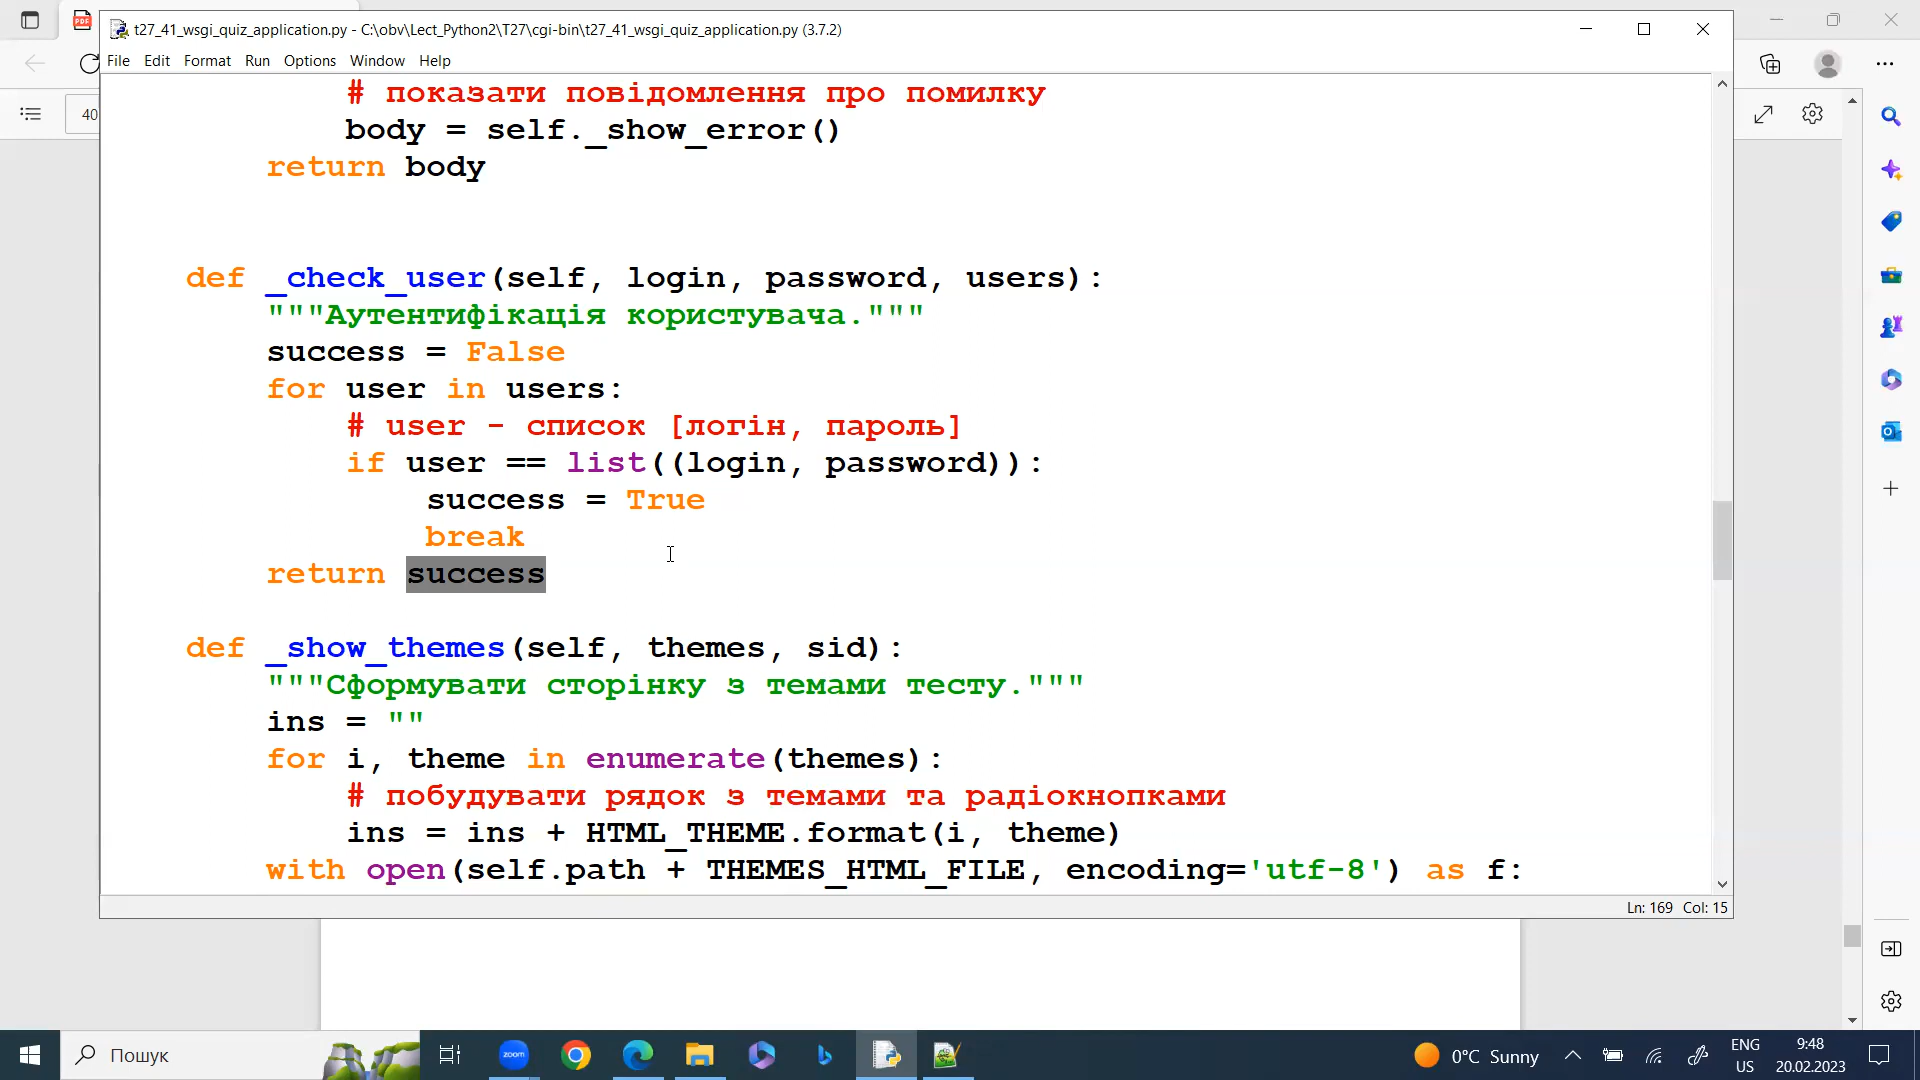 t27_41_wsgi_quiz_application.py - C:\obv\Lect_Python2\T27\cgi-bin\t27_41_wsgi_quiz_application.py (3.7.2)
File Edit Format Run Options Window Help
40
# показати повідомлення про помилку
body = self._show_error()
return body
def _check_user(self, login, password, users):
"""Аутентифікація користувача."""
success = False
for user in users:
# user - список [логін, пароль]
if user == list((login, password)):
success = True
break
return success
def _show_themes(self, themes, sid):
"""Сформувати сторінку з темами тесту."""
ins = ""
for i, theme in enumerate(themes):
# побудувати рядок з темами та радіокнопками
ins = ins + HTML_THEME.format(i, theme)
with open(self.path + THEMES_HTML_FILE, encoding='utf-8') as f:
Ln: 169 Col: 15
Пошук
zoom
0°C Sunny
ENG
US
9:48
20.02.2023